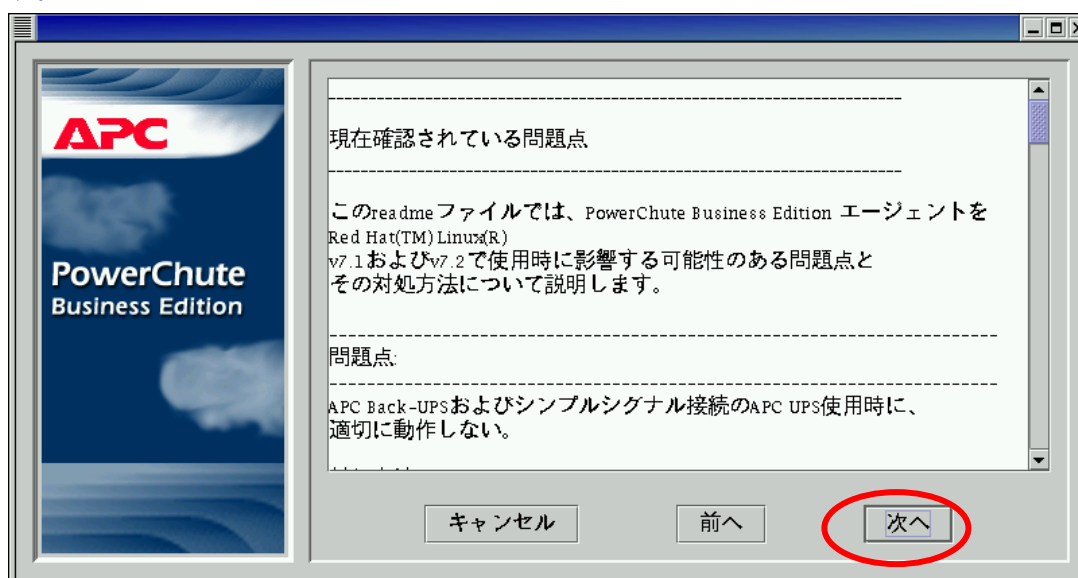 APC
PowerChute
Business Edition
--------------------------------------------------------------------------
現在確認されている問題点
--------------------------------------------------------------------------
このreadmeファイルでは、PowerChute Business Edition エージェントを
Red Hat(TM) Linux(R)
v7.1およびv7.2で使用時に影響する可能性のある問題点と
その対処方法について説明します。
--------------------------------------------------------------------------
問題点:
--------------------------------------------------------------------------
APC Back-UPSおよびシンプルシグナル接続のAPC UPS使用時に、
適切に動作しない。
キャンセル
前へ
次へ